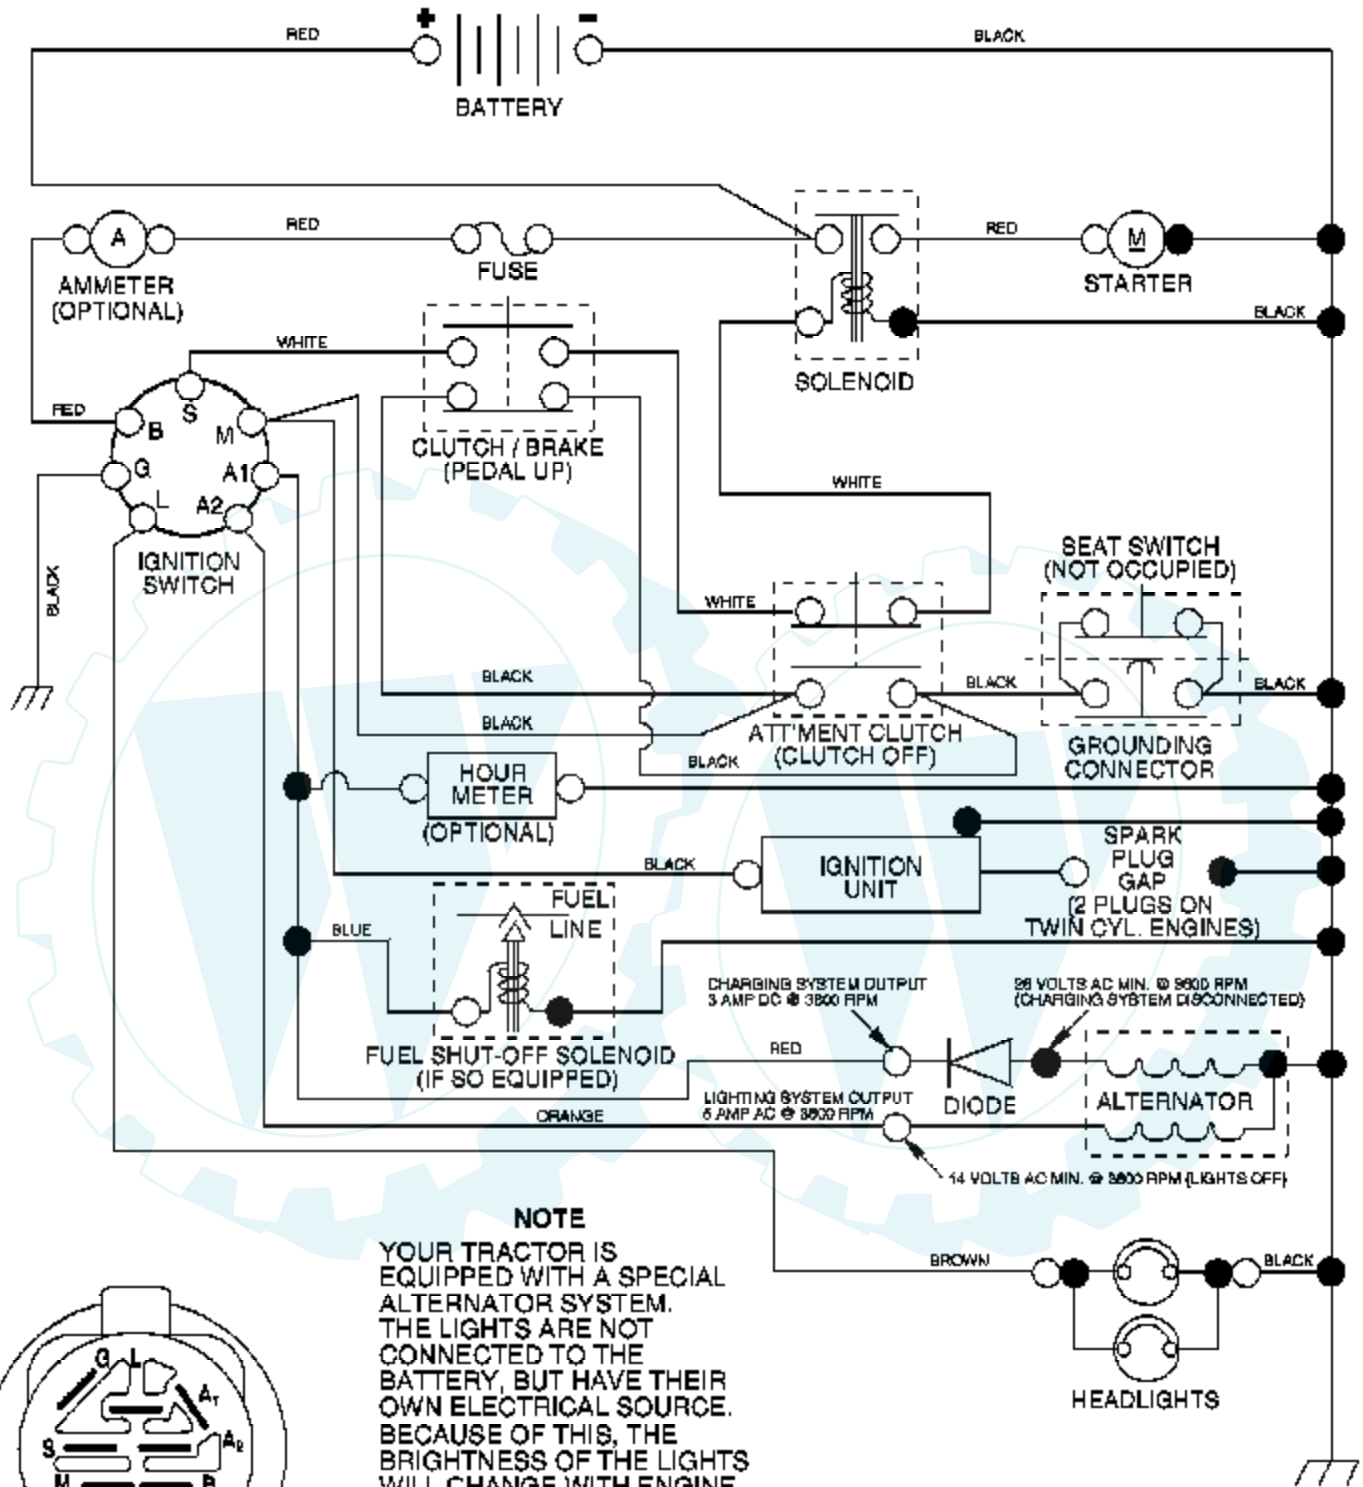 + -
RED
BLACK
BATTERY
A
RED
FUSE
RED
M
AMMETER
(OPTIONAL)
STARTER
BLACK
WHITE
SOLENOID
RED
B
S
M
G
A1
L
A2
CLUTCH / BRAKE
(PEDAL UP)
WHITE
IGNITION
SWITCH
BLACK
SEAT SWITCH
(NOT OCCUPIED)
WHITE
BLACK
BLACK
BLACK
BLACK
ATT'MENT CLUTCH
(CLUTCH OFF)
BLACK
GROUNDING
CONNECTOR
HOUR
METER
(OPTIONAL)
BLACK
IGNITION
UNIT
SPARK
PLUG
GAP
(2 PLUGS ON
TWIN CYL. ENGINES)
FUEL
LINE
BLUE
CHARGING SYSTEM OUTPUT
3 AMP DC @ 3600 RPM
28 VOLTS AC MIN. @ 3600 RPM
(CHARGING SYSTEM DISCONNECTED)
FUEL SHUT-OFF SOLENOID
(IF SO EQUIPPED)
RED
LIGHTING SYSTEM OUTPUT
5 AMP AC @ 3600 RPM
DIODE
ALTERNATOR
ORANGE
14 VOLTS AC MIN. @ 3600 RPM (LIGHTS OFF)
NOTE
YOUR TRACTOR IS
EQUIPPED WITH A SPECIAL
ALTERNATOR SYSTEM.
THE LIGHTS ARE NOT
CONNECTED TO THE
BATTERY, BUT HAVE THEIR
OWN ELECTRICAL SOURCE.
BECAUSE OF THIS, THE
BRIGHTNESS OF THE LIGHTS
WILL CHANGE WITH ENGINE
BROWN
BLACK
HEADLIGHTS
G
L
A1
S
A2
M
B